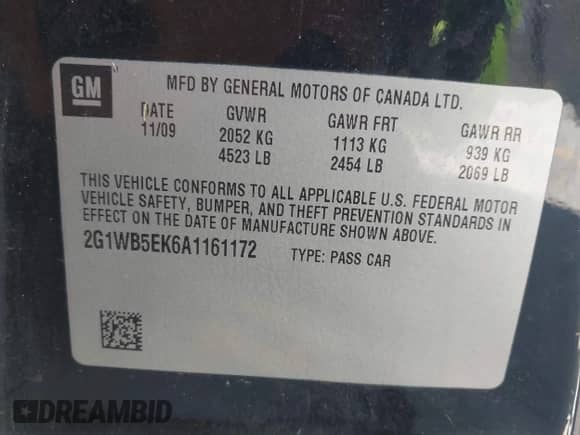 GM
MFD BY GENERAL MOTORS OF CANADA LTD.
DATE GVWR GAWR FRT GAWR RR
11/09 2052 KG 1113 KG 939 KG
4523 LB 2454 LB 2069 LB
THIS VEHICLE CONFORMS TO ALL APPLICABLE U.S. FEDERAL MOTOR
VEHICLE SAFETY, BUMPER, AND THEFT PREVENTION STANDARDS IN
EFFECT ON THE DATE OF MANUFACTURE SHOWN ABOVE.
2G1WB5EK6A1161172 TYPE: PASS CAR
DREAMBID